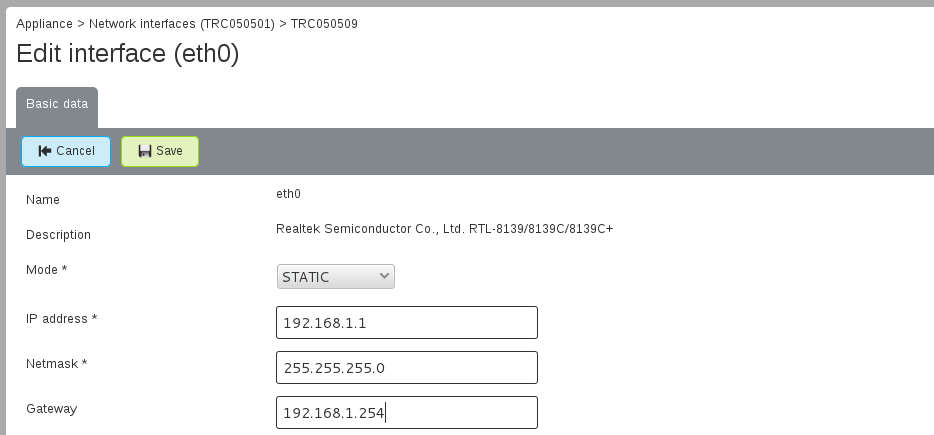 Appliance > Network interfaces (TRC050501) > TRC050509
Edit interface (eth0)
Basic data
Cancel Save
Name eth0
Description Realtek Semiconductor Co., Ltd. RTL-8139/8139C/8139C+
Mode * STATIC
IP address * 192.168.1.1
Netmask * 255.255.255.0
Gateway 192.168.1.254